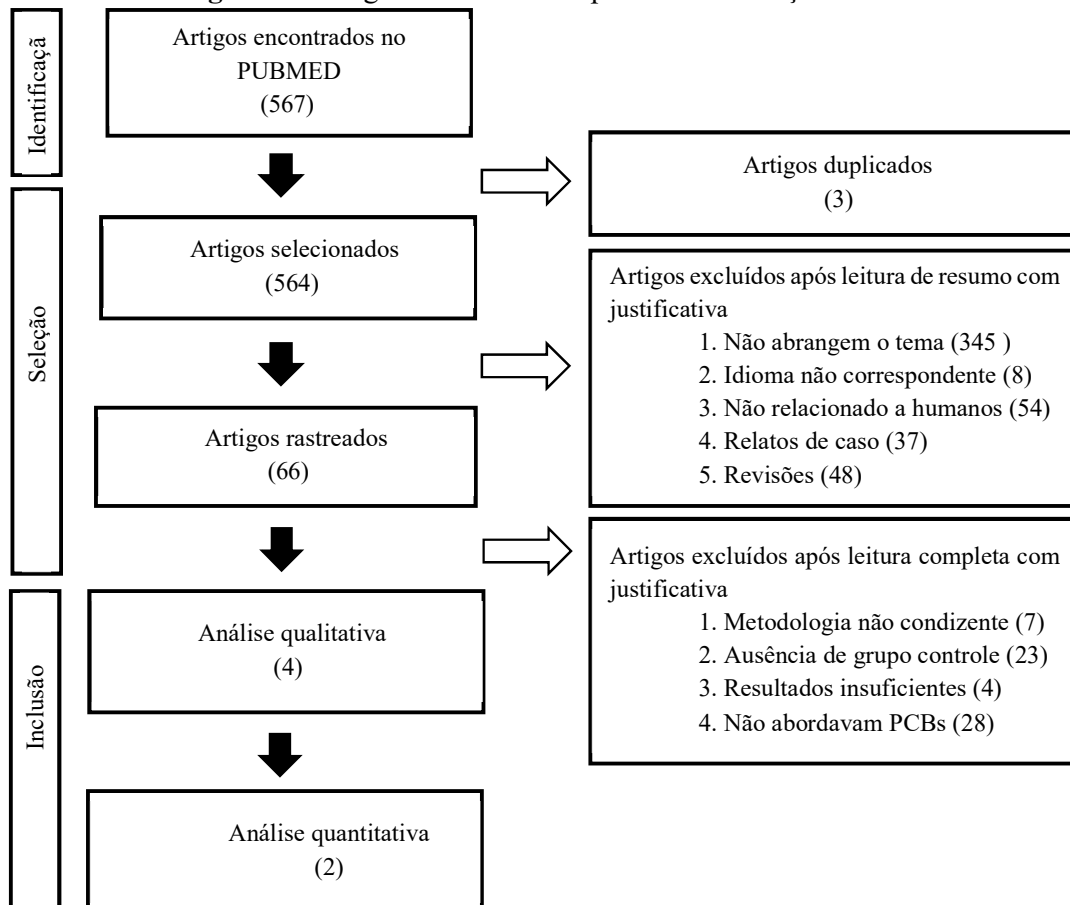 Identificaçã
Artigos encontrados no
PUBMED
(567)
Artigos duplicados
(3)
Seleção
Artigos selecionados
(564)
Artigos excluídos após leitura de resumo com
justificativa
1. Não abrangem o tema (345 )
2. Idioma não correspondente (8)
3. Não relacionado a humanos (54)
4. Relatos de caso (37)
5. Revisões (48)
Artigos rastreados
(66)
Artigos excluídos após leitura completa com
justificativa
1. Metodologia não condizente (7)
2. Ausência de grupo controle (23)
3. Resultados insuficientes (4)
4. Não abordavam PCBs (28)
Inclusão
Análise qualitativa
(4)
Análise quantitativa
(2)